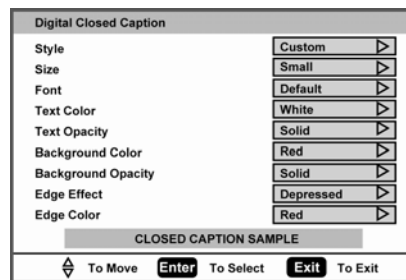 Digital Closed Caption
Style Custom
Size Small
Font Default
Text Color White
Text Opacity Solid
Background Color Red
Background Opacity Solid
Edge Effect Depressed
Edge Color Red
CLOSED CAPTION SAMPLE
To Move Enter To Select Exit To Exit